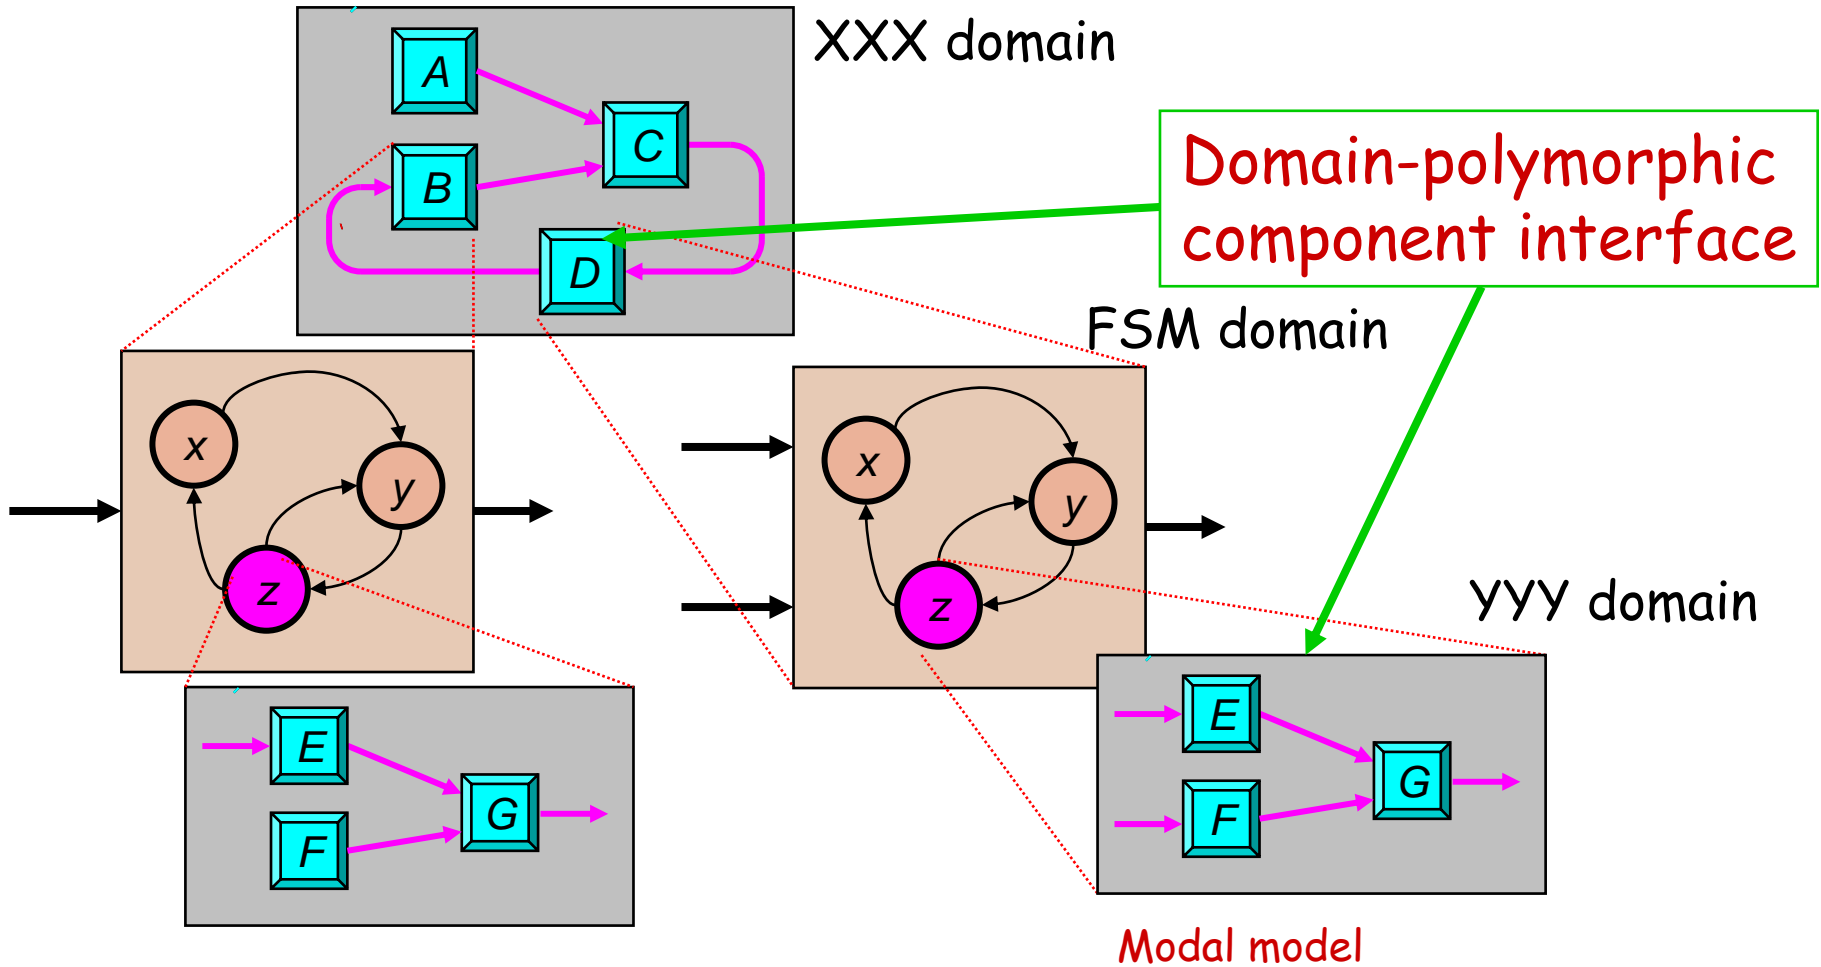 XXX domain
A
C
B
D
Domain-polymorphic
component interface
FSM domain
x
y
z
x
y
z
YYY domain
E
F
G
E
F
G
Modal model